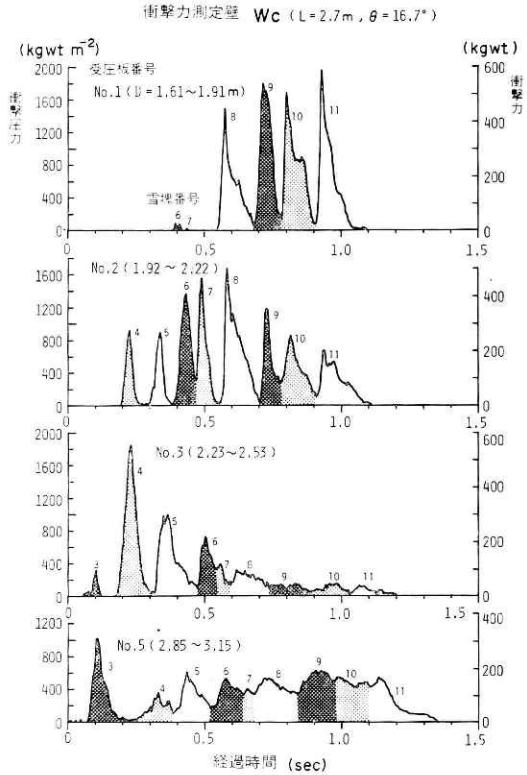 衝撃力測定壁 Wc (L=2.7m, θ=16.7°)
(kgwt m⁻²) (kgwt)
衝撃圧力
衝撃力
受圧板番号
No.1 (D=1.61~1.91m)
雪塊番号
2000 1600 1200 800 400 0
600 400 200 0
6 7 8 9 10 11
0 0.5 1.0 1.5
No.2 (1.92~2.22)
1600 1200 800 400 0
400 200 0
4 5 6 7 8 9 10 11
0 0.5 1.0 1.5
No.3 (2.23~2.53)
2000 1600 1200 800 400 0
600 400 200 0
3 4 5 6 7 8 9 10 11
0 0.5 1.0 1.5
No.5 (2.85~3.15)
1200 800 400 0
200 0
3 4 5 6 7 8 9 10 11
0 0.5 1.0 1.5
経過時間 (sec)